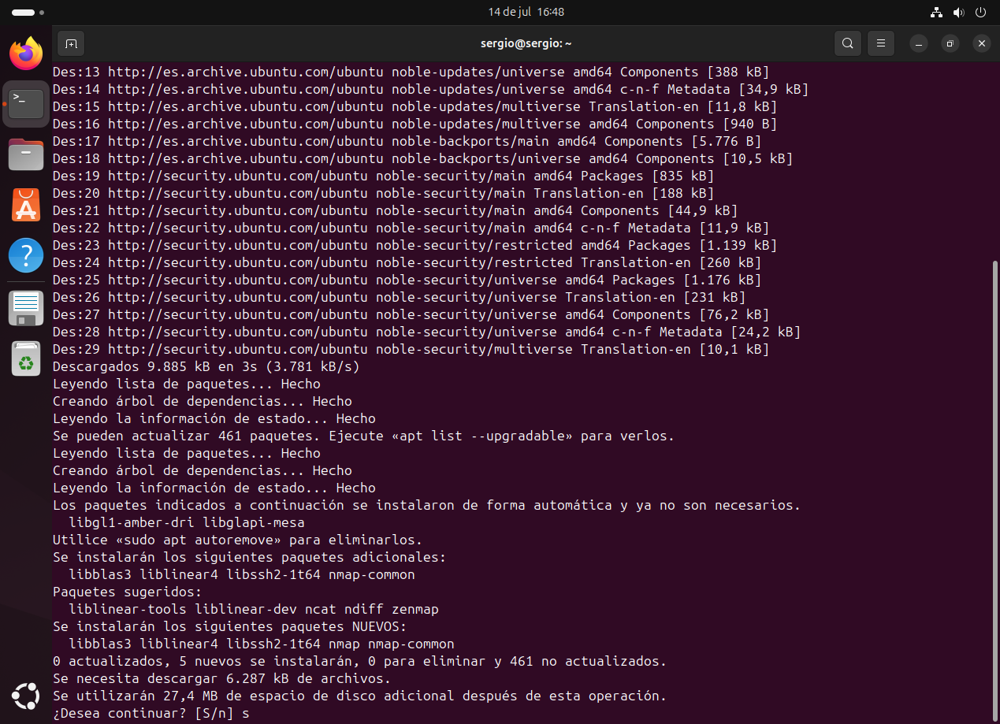 14 de jul 16:48
sergio@sergio: ~
Des:13 http://es.archive.ubuntu.com/ubuntu noble-updates/universe amd64 Components [388 kB]
Des:14 http://es.archive.ubuntu.com/ubuntu noble-updates/universe amd64 c-n-f Metadata [34,9 kB]
Des:15 http://es.archive.ubuntu.com/ubuntu noble-updates/multiverse Translation-en [11,8 kB]
Des:16 http://es.archive.ubuntu.com/ubuntu noble-updates/multiverse amd64 Components [940 B]
Des:17 http://es.archive.ubuntu.com/ubuntu noble-backports/main amd64 Components [5.776 B]
Des:18 http://es.archive.ubuntu.com/ubuntu noble-backports/universe amd64 Components [10,5 kB]
Des:19 http://security.ubuntu.com/ubuntu noble-security/main amd64 Packages [835 kB]
Des:20 http://security.ubuntu.com/ubuntu noble-security/main Translation-en [188 kB]
Des:21 http://security.ubuntu.com/ubuntu noble-security/main amd64 Components [44,9 kB]
Des:22 http://security.ubuntu.com/ubuntu noble-security/main amd64 c-n-f Metadata [11,9 kB]
Des:23 http://security.ubuntu.com/ubuntu noble-security/restricted amd64 Packages [1.139 kB]
Des:24 http://security.ubuntu.com/ubuntu noble-security/restricted Translation-en [260 kB]
Des:25 http://security.ubuntu.com/ubuntu noble-security/universe amd64 Packages [1.176 kB]
Des:26 http://security.ubuntu.com/ubuntu noble-security/universe Translation-en [231 kB]
Des:27 http://security.ubuntu.com/ubuntu noble-security/universe amd64 Components [76,2 kB]
Des:28 http://security.ubuntu.com/ubuntu noble-security/universe amd64 c-n-f Metadata [24,2 kB]
Des:29 http://security.ubuntu.com/ubuntu noble-security/multiverse Translation-en [10,1 kB]
Descargados 9.885 kB en 3s (3.781 kB/s)
Leyendo lista de paquetes... Hecho
Creando árbol de dependencias... Hecho
Leyendo la información de estado... Hecho
Se pueden actualizar 461 paquetes. Ejecute «apt list --upgradable» para verlos.
Leyendo lista de paquetes... Hecho
Creando árbol de dependencias... Hecho
Leyendo la información de estado... Hecho
Los paquetes indicados a continuación se instalaron de forma automática y ya no son necesarios.
  libgl1-amber-dri libglapi-mesa
Utilice «sudo apt autoremove» para eliminarlos.
Se instalarán los siguientes paquetes adicionales:
  libblas3 liblinear4 libssh2-1t64 nmap-common
Paquetes sugeridos:
  liblinear-tools liblinear-dev ncat ndiff zenmap
Se instalarán los siguientes paquetes NUEVOS:
  libblas3 liblinear4 libssh2-1t64 nmap nmap-common
0 actualizados, 5 nuevos se instalarán, 0 para eliminar y 461 no actualizados.
Se necesita descargar 6.287 kB de archivos.
Se utilizarán 27,4 MB de espacio de disco adicional después de esta operación.
¿Desea continuar? [S/n] s